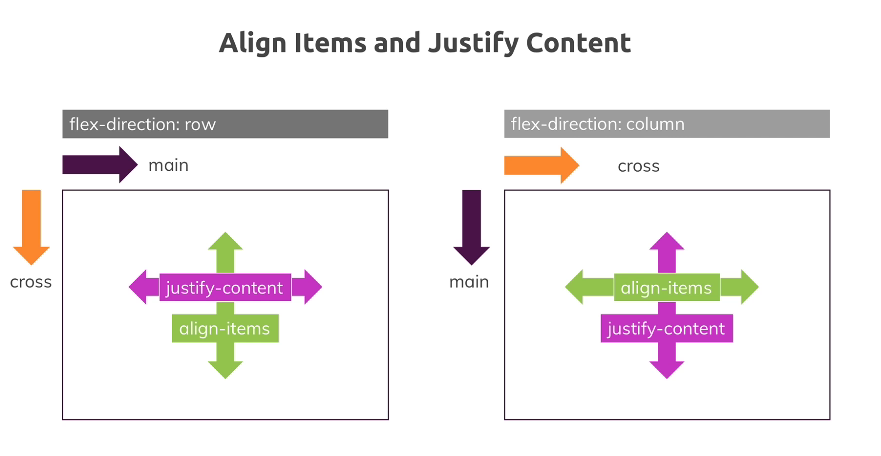 Align Items and Justify Content
flex-direction: row
main
cross
justify-content
align-items
flex-direction: column
cross
main
align-items
justify-content